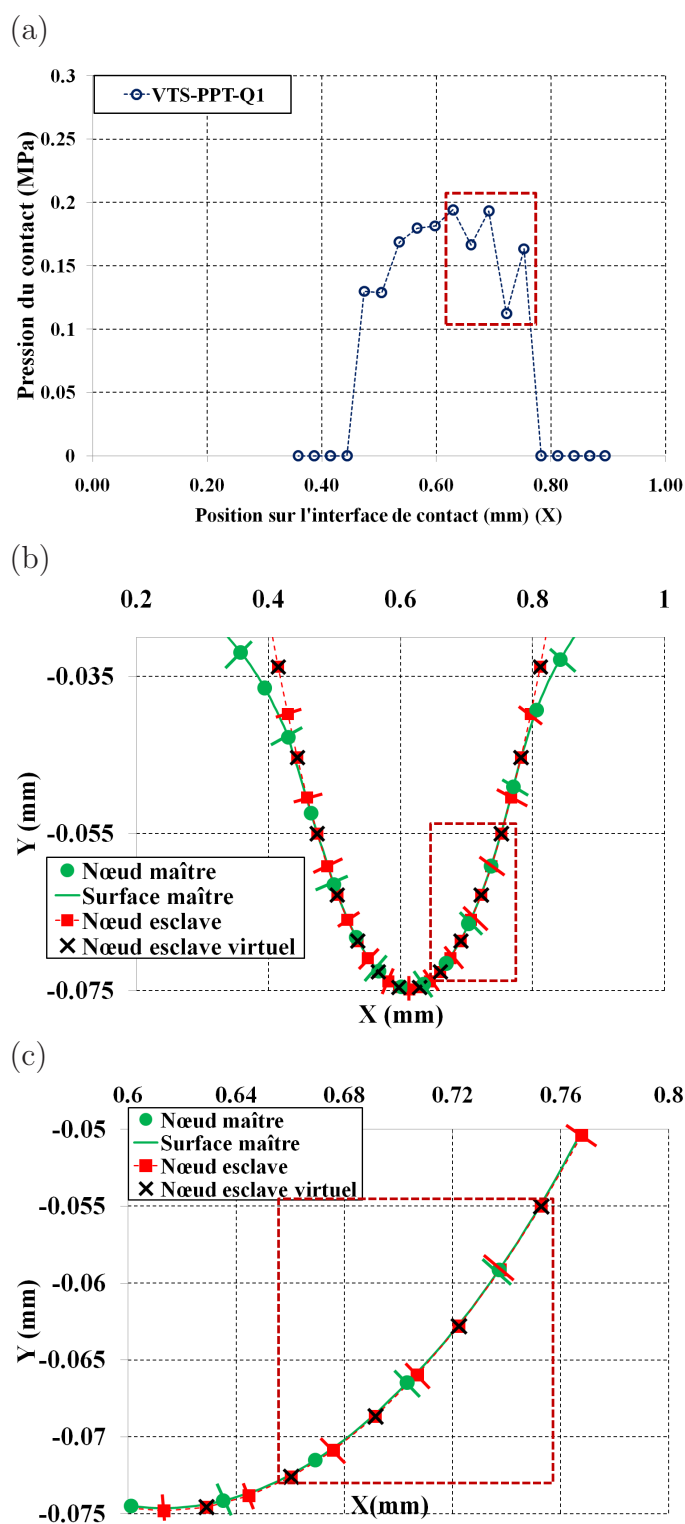 (a)
0.3
VTS-PPT-Q1
0.25
0.2
0.15
0.1
0.05
0
Pression du contact (MPa)
0.00 0.20 0.40 0.60 0.80 1.00
Position sur l'interface de contact (mm) (X)
(b)
0.2 0.4 0.6 0.8 1
-0.035
-0.055
-0.075
Y (mm)
Nœud maître
Surface maître
Nœud esclave
Nœud esclave virtuel
X (mm)
(c)
0.6 0.64 0.68 0.72 0.76 0.8
-0.05
Nœud maître
Surface maître
Nœud esclave
Nœud esclave virtuel
-0.055
-0.06
-0.065
-0.07
-0.075
Y (mm)
X(mm)